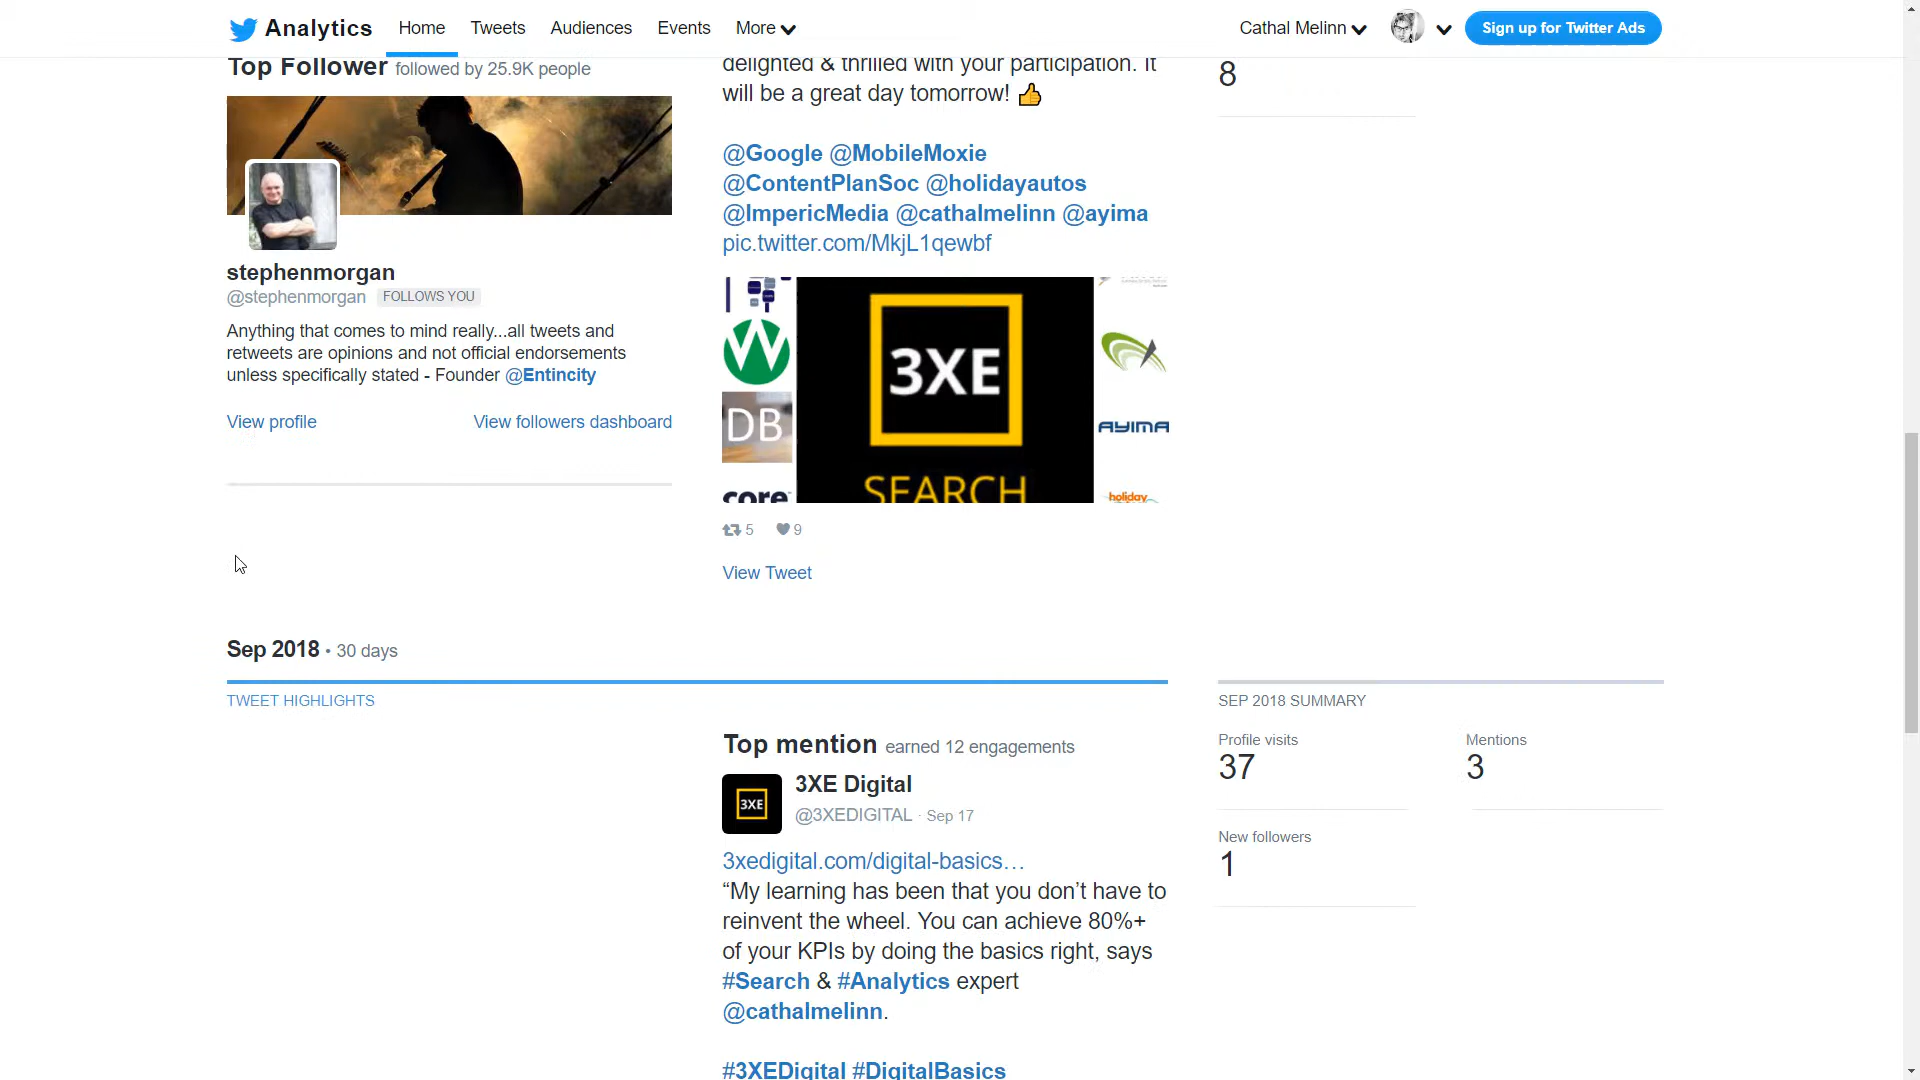 Analytics Home Tweets Audiences Events More Cathal Melinn Sign up for Twitter Ads
Top Follower followed by 25.9K people
stephenmorgan
@stephenmorgan FOLLOWS YOU
Anything that comes to mind really...all tweets and
retweets are opinions and not official endorsements
unless specifically stated - Founder @Entincity
View profile View followers dashboard
delighted & thrilled with your participation. It
will be a great day tomorrow! 👍
@Google @MobileMoxie
@ContentPlanSoc @holidayautos
@ImpericMedia @cathalmelinn @ayima
pic.twitter.com/MkjL1qewbf
W
DB
core
3XE
SEARCH
AYIMA
holiday
5 9
View Tweet
8
Sep 2018 • 30 days
TWEET HIGHLIGHTS
Top mention earned 12 engagements
3XE
3XE Digital
@3XEDIGITAL · Sep 17
3xedigital.com/digital-basics…
“My learning has been that you don’t have to
reinvent the wheel. You can achieve 80%+
of your KPIs by doing the basics right, says
#Search & #Analytics expert
@cathalmelinn.
#3XEDigital #DigitalBasics
SEP 2018 SUMMARY
Profile visits Mentions
37 3
New followers
1